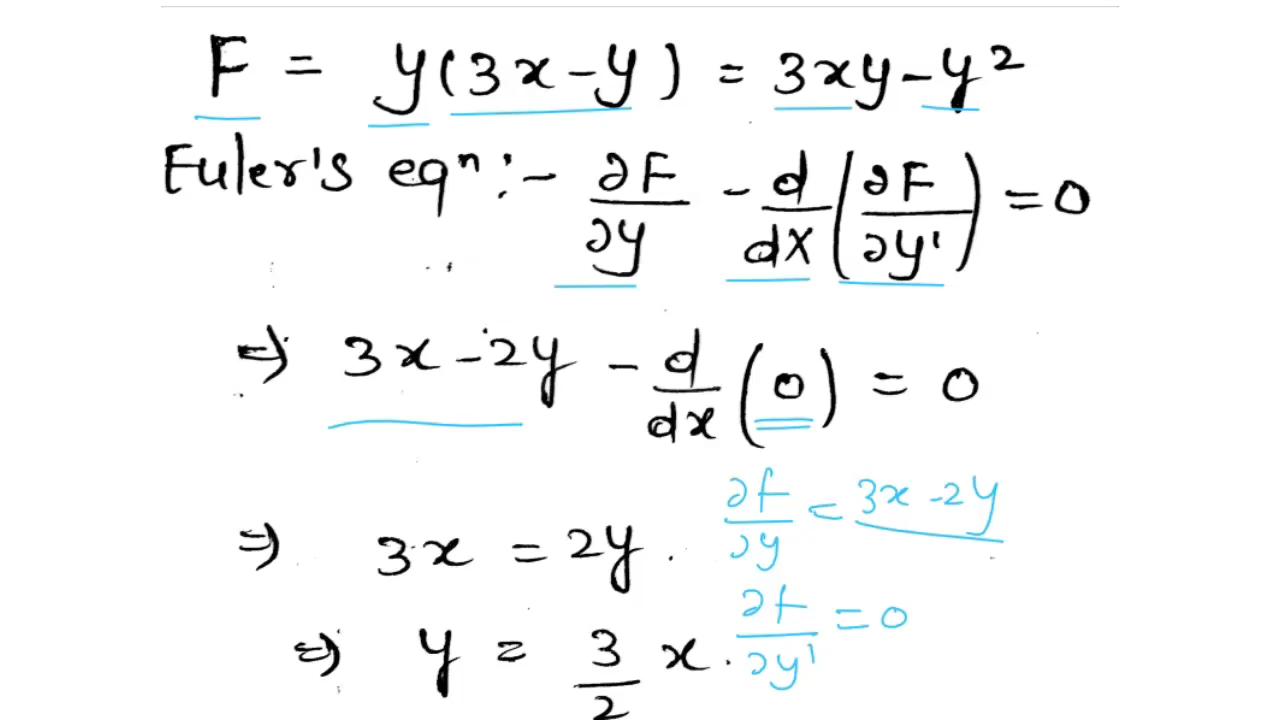 F = y(3x-y) = 3xy-y²
Euler's eqⁿ:- ∂F/∂y - d/dx (∂F/∂y') = 0
⇒ 3x-2y - d/dx (0) = 0
⇒ 3x = 2y.
∂f/∂y = 3x-2y
⇒ y = 3/2 x.
∂f/∂y' = 0